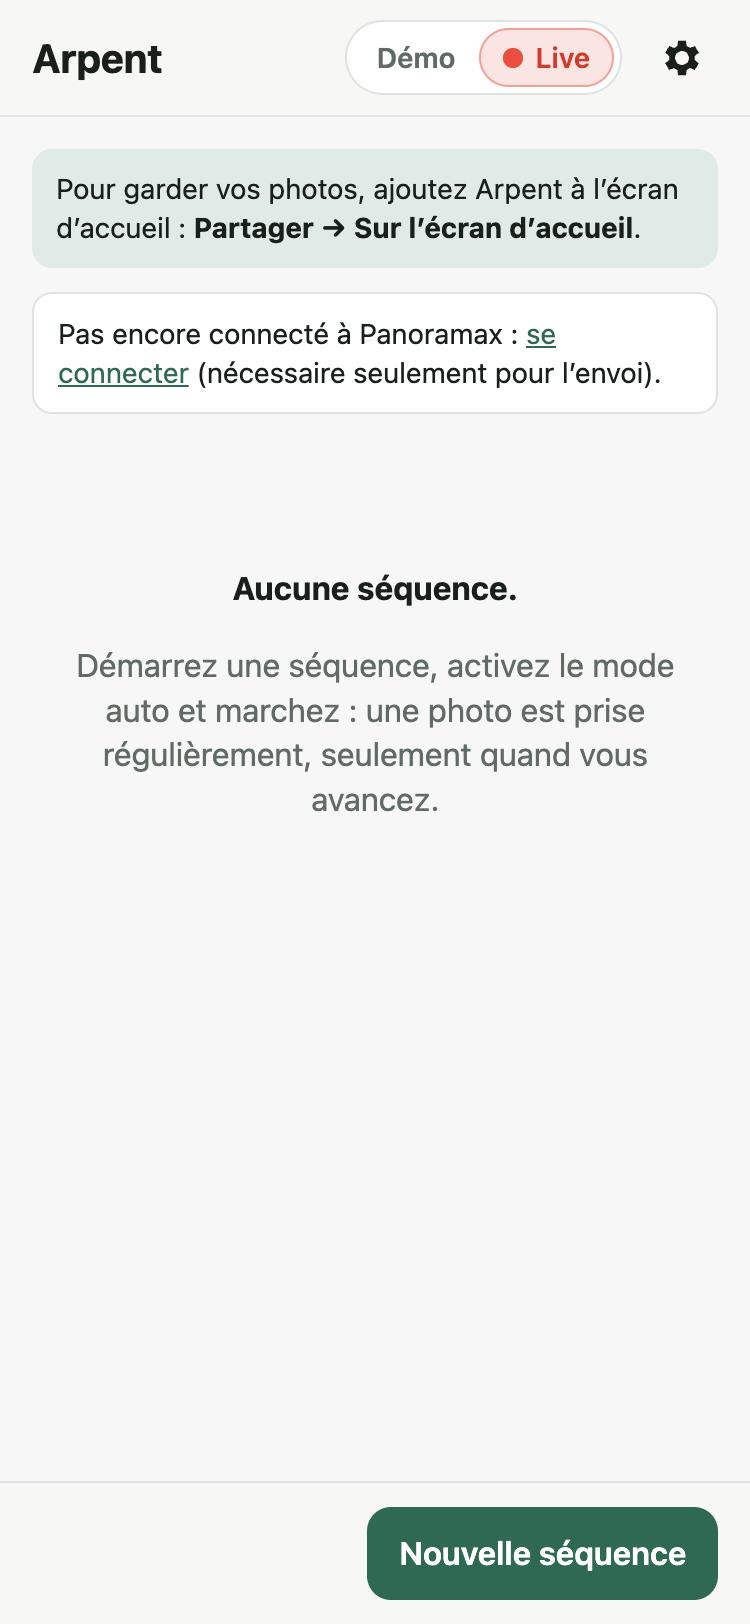 Arpent
Démo
Live
Pour garder vos photos, ajoutez Arpent à l’écran
d’accueil : Partager → Sur l’écran d’accueil.
Pas encore connecté à Panoramax : se
connecter (nécessaire seulement pour l’envoi).
Aucune séquence.
Démarrez une séquence, activez le mode
auto et marchez : une photo est prise
régulièrement, seulement quand vous
avancez.
Nouvelle séquence